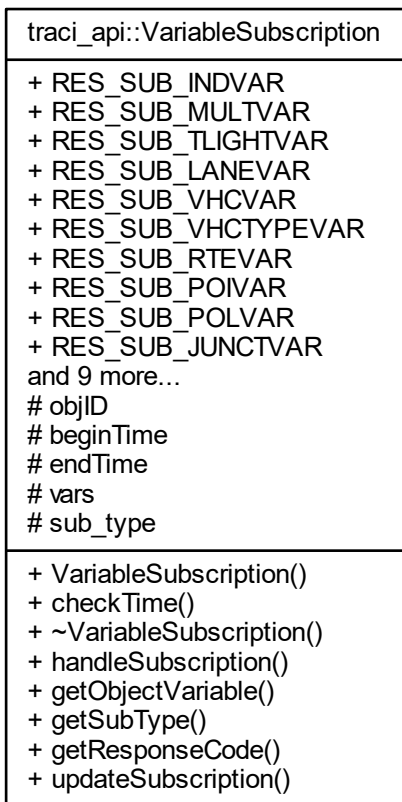 traci_api::VariableSubscription
+ RES_SUB_INDVAR
+ RES_SUB_MULTVAR
+ RES_SUB_TLIGHTVAR
+ RES_SUB_LANEVAR
+ RES_SUB_VHCVAR
+ RES_SUB_VHCTYPEVAR
+ RES_SUB_RTEVAR
+ RES_SUB_POIVAR
+ RES_SUB_POLVAR
+ RES_SUB_JUNCTVAR
and 9 more...
# objID
# beginTime
# endTime
# vars
# sub_type
+ VariableSubscription()
+ checkTime()
+ ~VariableSubscription()
+ handleSubscription()
+ getObjectVariable()
+ getSubType()
+ getResponseCode()
+ updateSubscription()